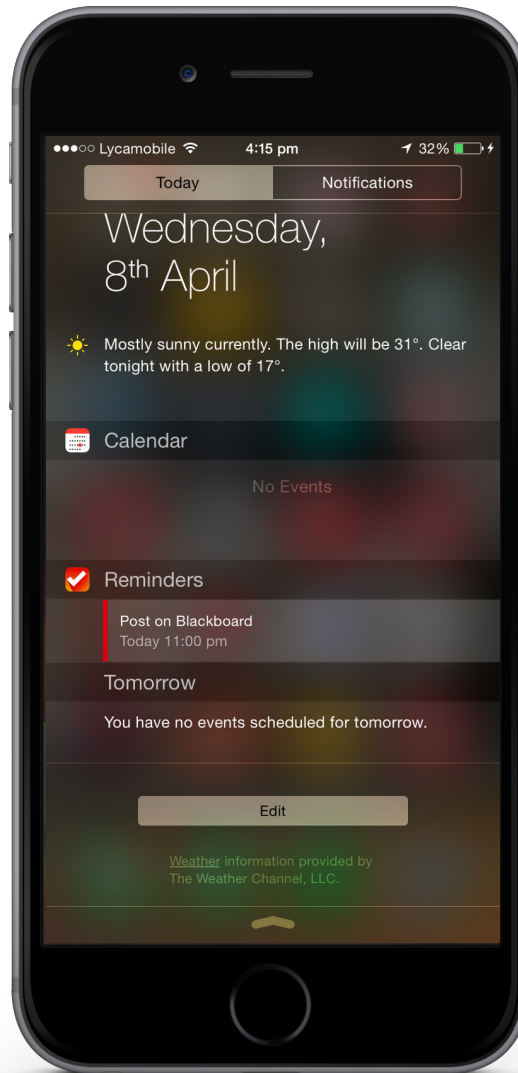 ●●●○○ Lycamobile 4:15 pm 32%
Today Notifications
Wednesday,
8th April
Mostly sunny currently. The high will be 31°. Clear
tonight with a low of 17°.
Calendar
No Events
Reminders
Post on Blackboard
Today 11:00 pm
Tomorrow
You have no events scheduled for tomorrow.
Edit
Weather information provided by
The Weather Channel, LLC.